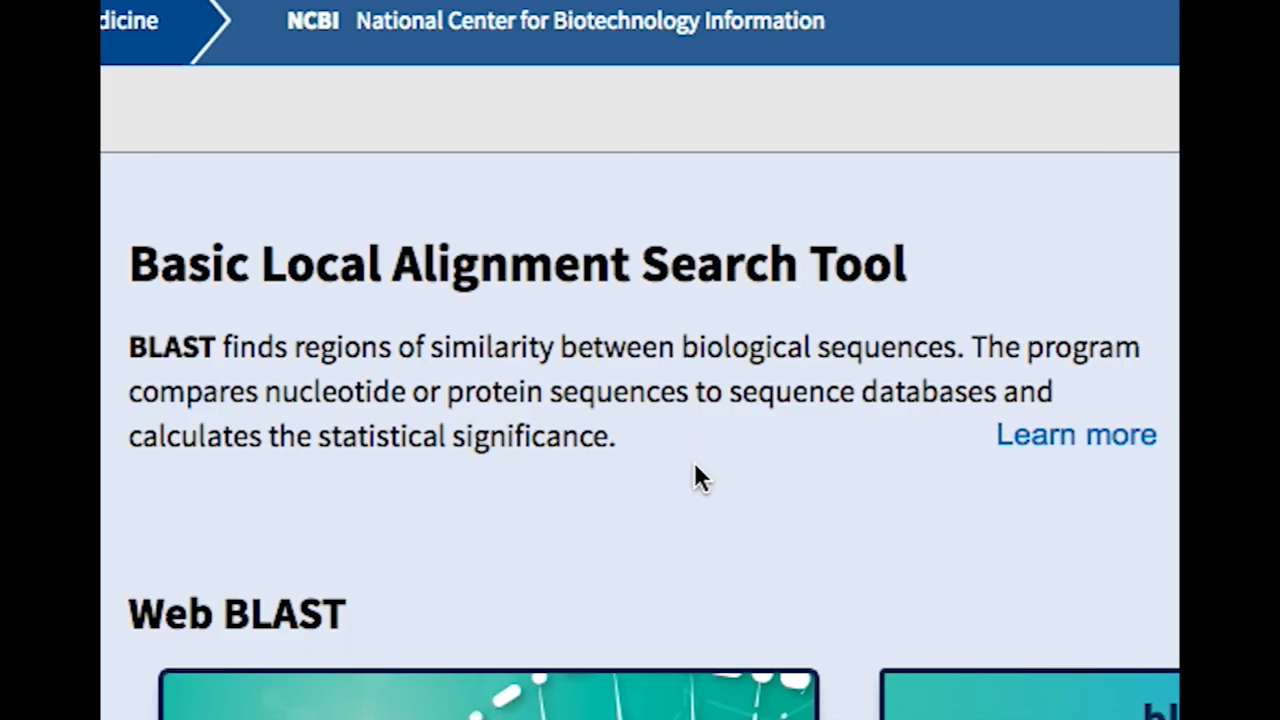 dicine NCBI National Center for Biotechnology Information
Basic Local Alignment Search Tool
BLAST finds regions of similarity between biological sequences. The program
compares nucleotide or protein sequences to sequence databases and
calculates the statistical significance. Learn more
Web BLAST
bl